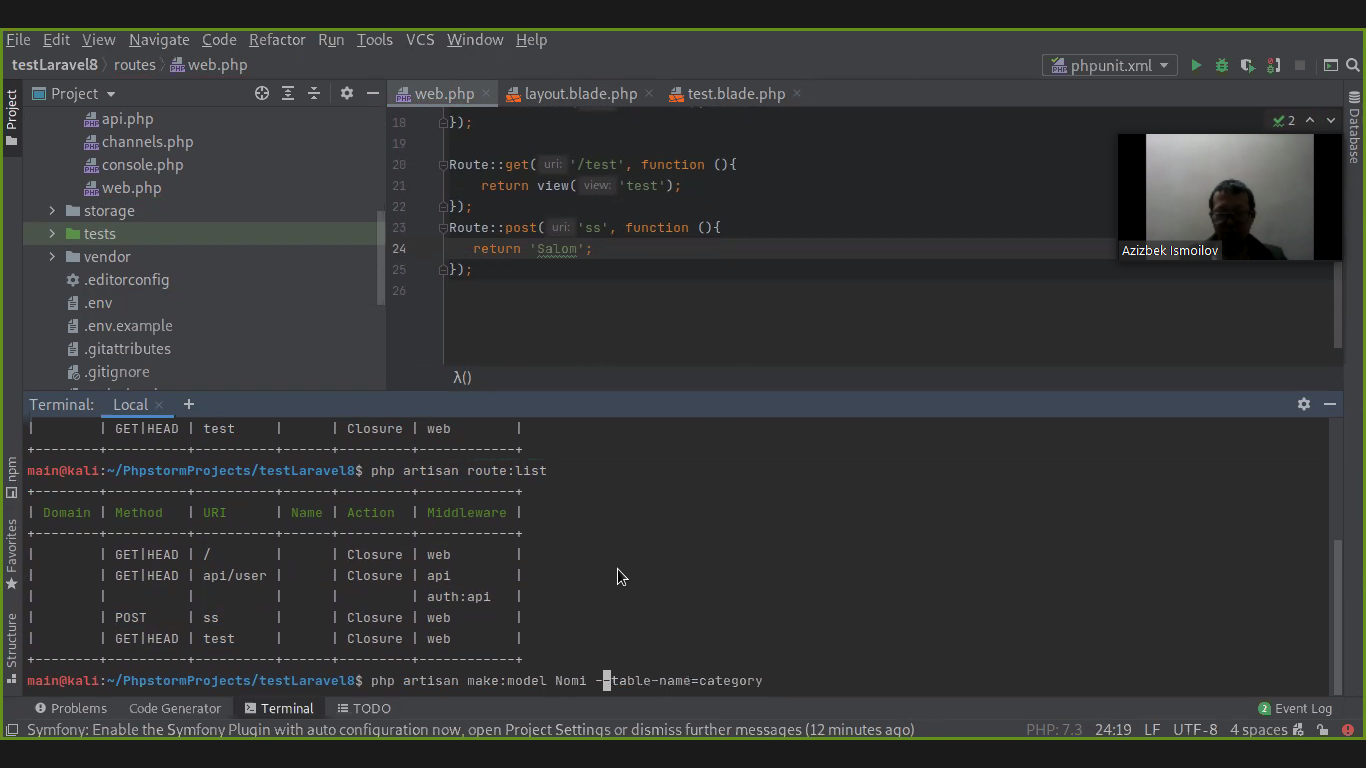 File Edit View Navigate Code Refactor Run Tools VCS Window Help
testLaravel8 routes web.php phpunit.xml
Project web.php layout.blade.php test.blade.php
Project
Database
api.php
channels.php
console.php
web.php
storage
tests
vendor
.editorconfig
.env
.env.example
.gitattributes
.gitignore
2
18 });
19
20 Route::get( uri: '/test', function (){
21 return view( view: 'test');
22 });
23 Route::post( uri: 'ss', function (){
24 return 'Salom';
25 });
26
λ()
Azizbek Ismoilov
Terminal: Local +
| | GET|HEAD | test | | Closure | web |
+--------+----------+----------+------+---------+------------+
main@kali:~/PhpstormProjects/testLaravel8$ php artisan route:list
+--------+----------+----------+------+---------+------------+
| Domain | Method | URI | Name | Action | Middleware |
+--------+----------+----------+------+---------+------------+
| | GET|HEAD | / | | Closure | web |
| | GET|HEAD | api/user | | Closure | api |
| | | | | | auth:api |
| | POST | ss | | Closure | web |
| | GET|HEAD | test | | Closure | web |
+--------+----------+----------+------+---------+------------+
main@kali:~/PhpstormProjects/testLaravel8$ php artisan make:model Nomi --table-name=category
npm
Favorites
Structure
Problems Code Generator Terminal TODO 2 Event Log
Symfony: Enable the Symfony Plugin with auto configuration now, open Project Settings or dismiss further messages (12 minutes ago) PHP: 7.3 24:19 LF UTF-8 4 spaces